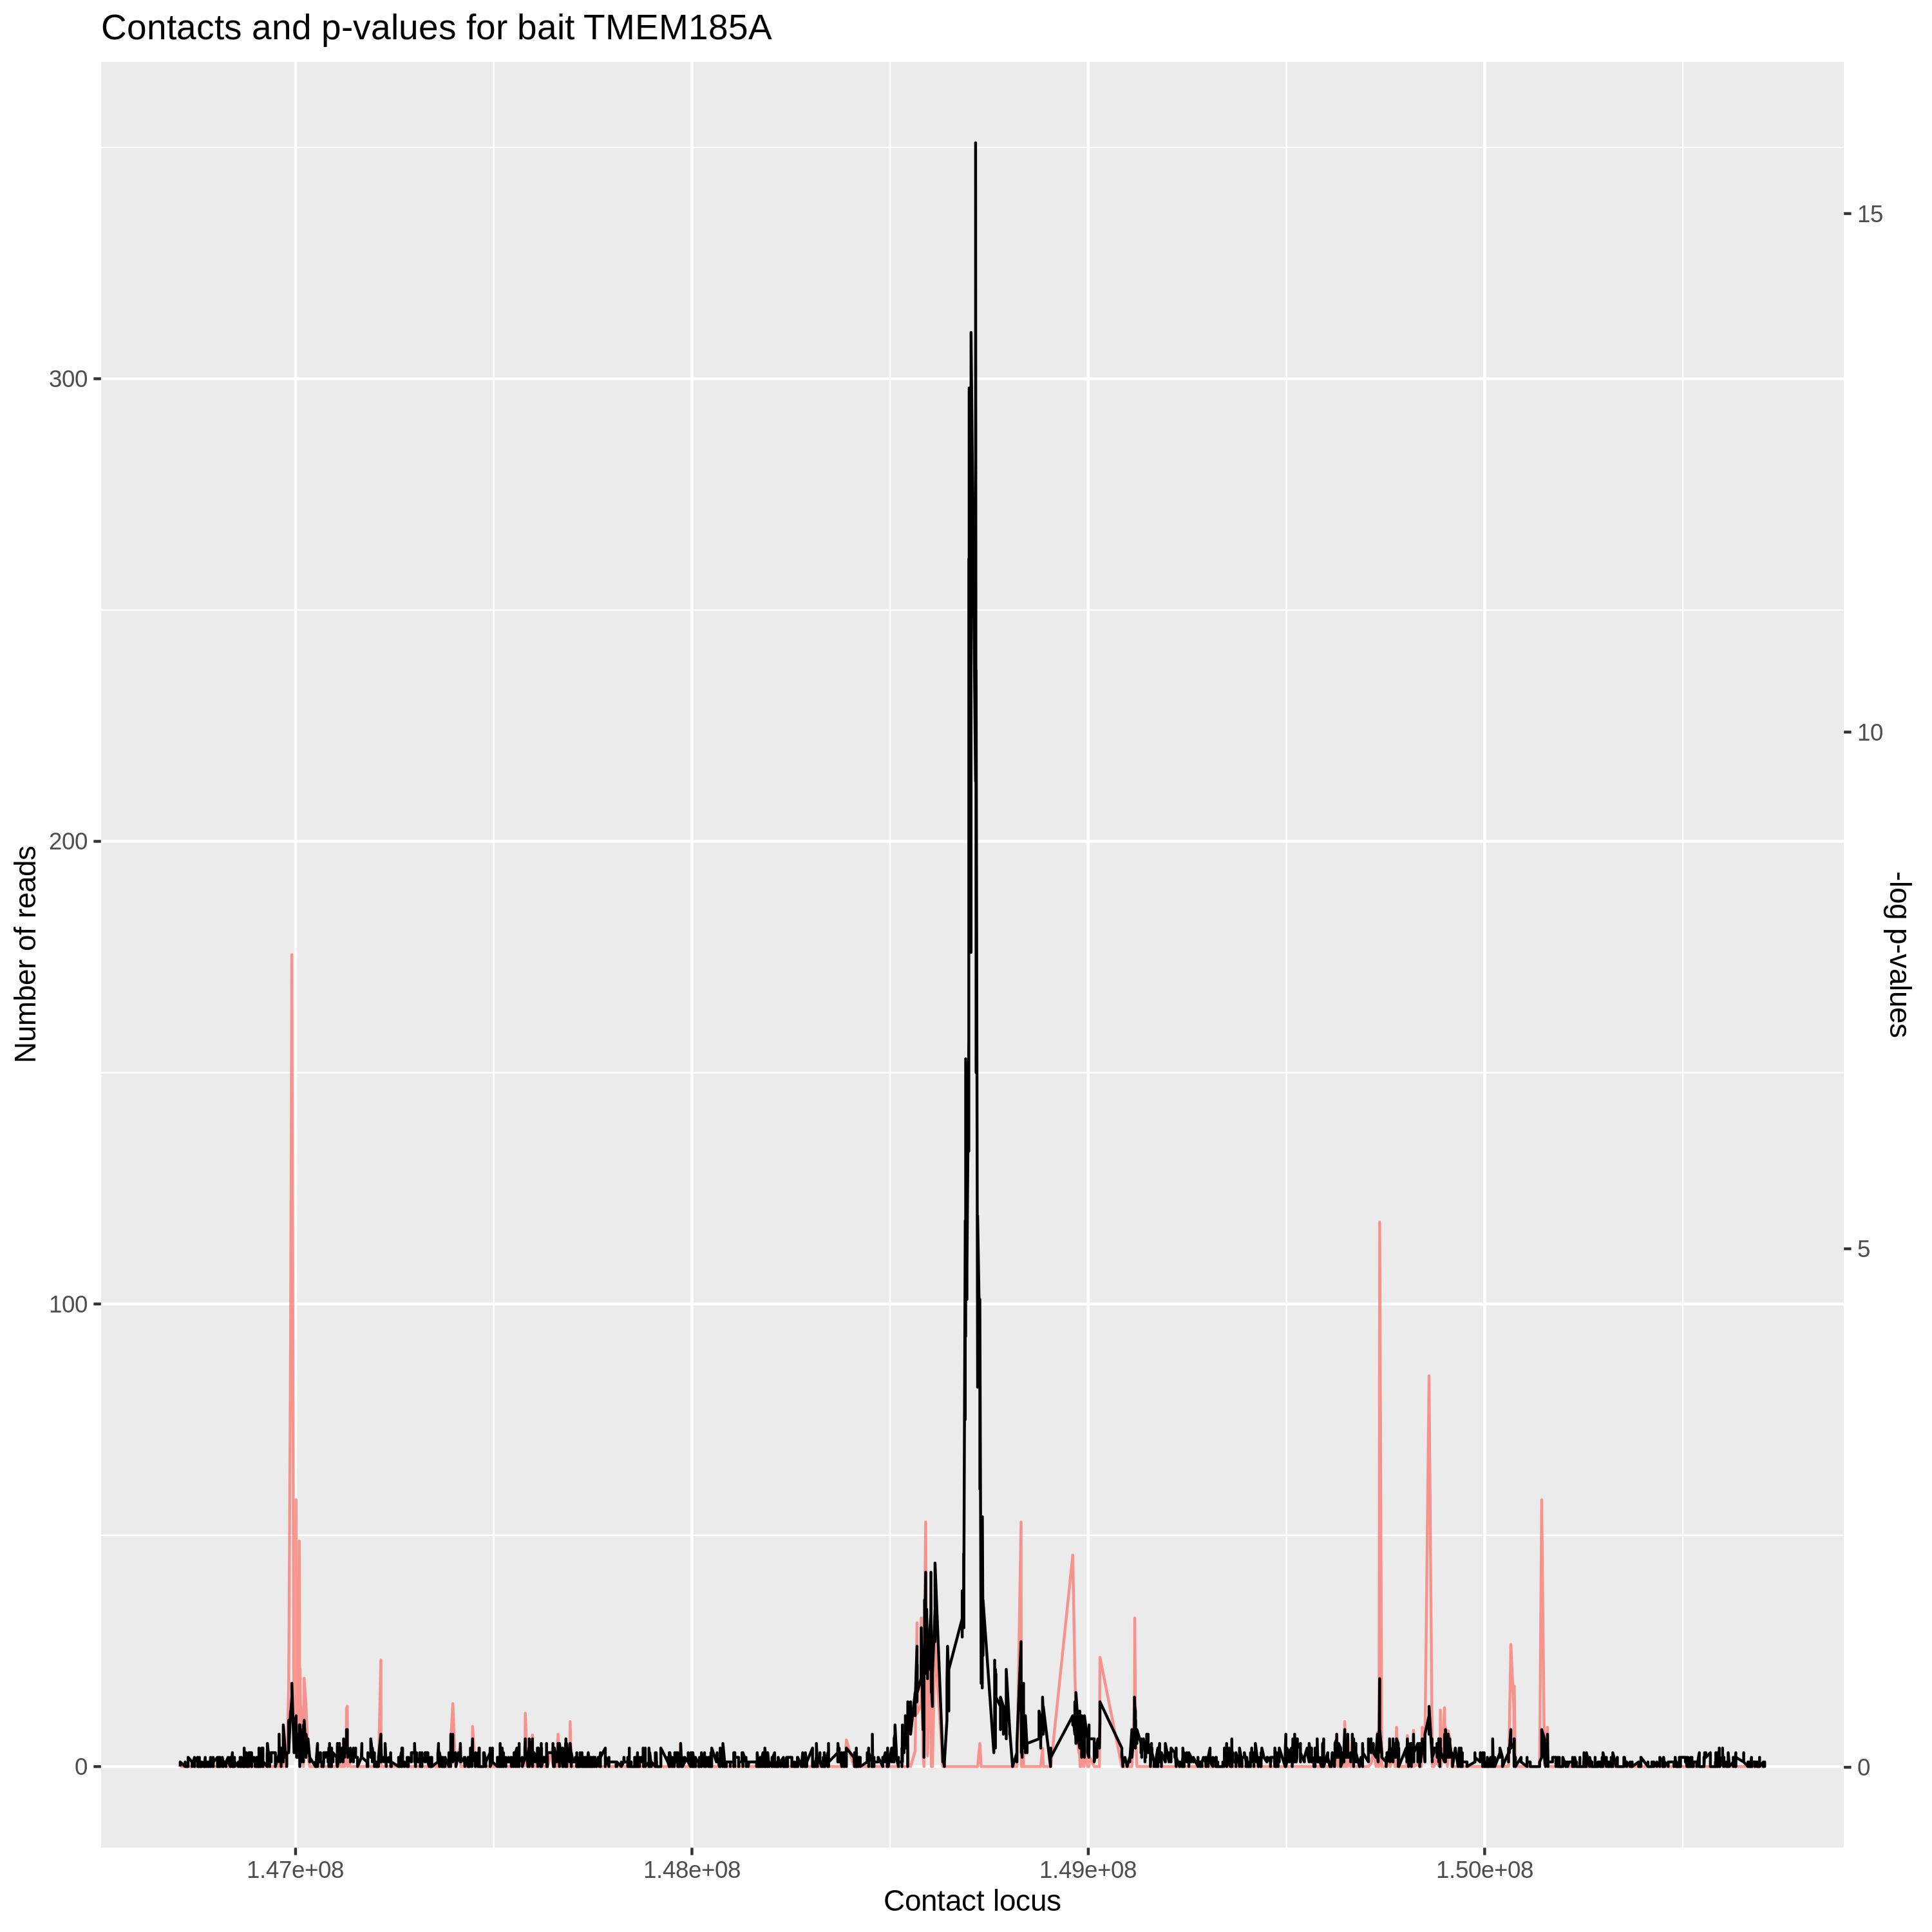 Contacts and p-values for bait TMEM185A
15
300
10
200
Number of reads
-log p-values
5
100
0
0
1.47e+08
1.48e+08
1.49e+08
1.50e+08
Contact locus